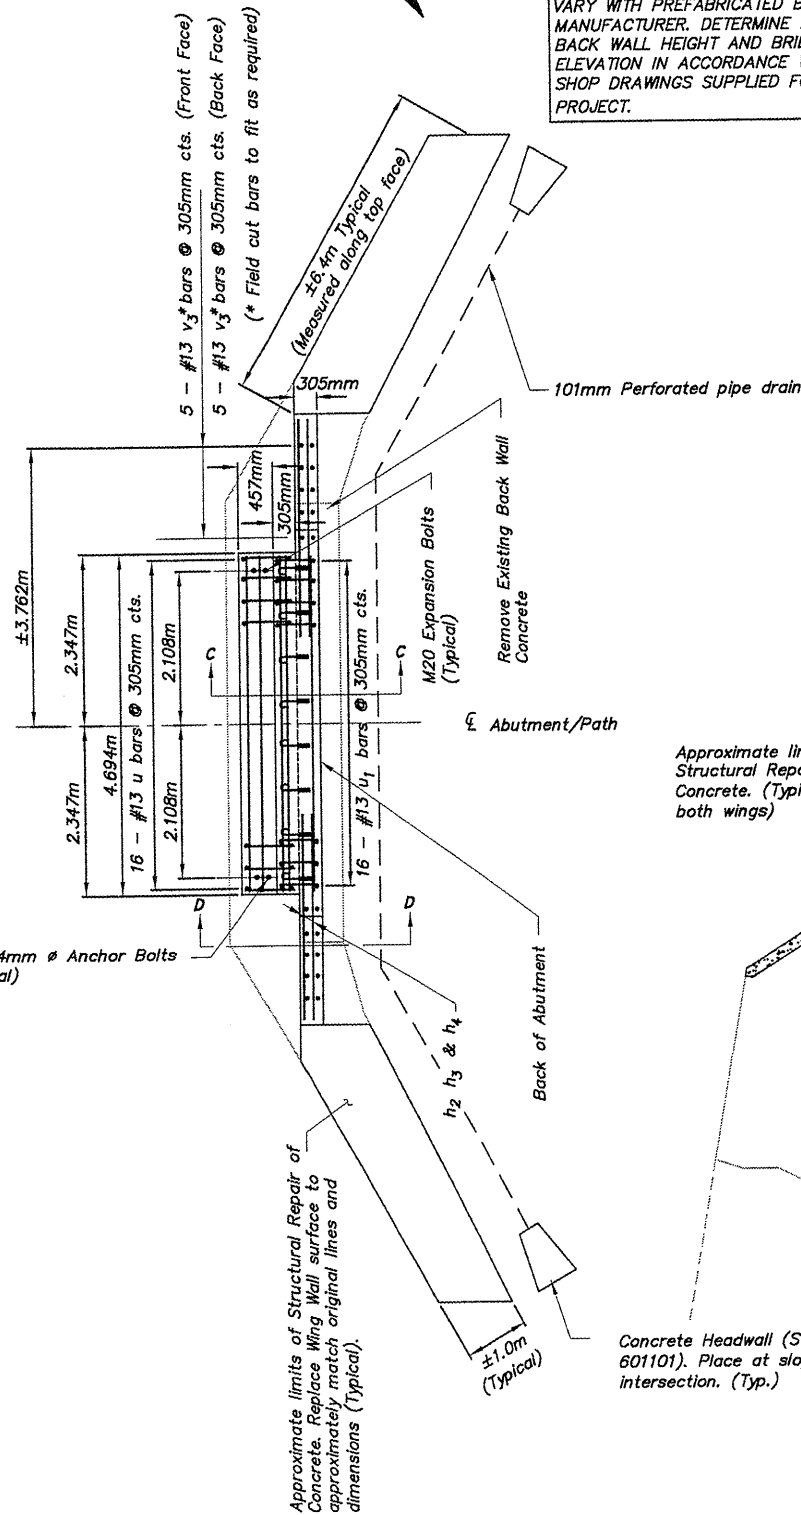 VARY WITH PREFABRICATED
MANUFACTURER. DETERMINE
BACK WALL HEIGHT AND
ELEVATION IN ACCORDANCE
SHOP DRAWINGS SUPPLIED
PROJECT.
5 - #13 v3* bars @ 305mm cts. (Front Face)
5 - #13 v3* bars @ 305mm cts. (Back Face)
(* Field cut bars to fit as required)
±6.4m Typical
(Measured along top face)
305mm
101mm Perforated pipe drain
457mm
305mm
±3.762m
2.347m
4.694m
2.347m
16 - #13 u bars @ 305mm cts.
2.108m
2.108m
C
C
M20 Expansion Bolts
(Typical)
Remove Existing Back Wall
Concrete
16 - #13 u1 bars @ 305mm cts.
℄ Abutment/Path
Approximate
Structural
Concrete.
both wings)
D
D
4mm ø Anchor Bolts
h2 h3 & h4
Back of Abutment
Approximate limits of Structural Repair of
Concrete. Replace Wing Wall surface to
approximately match original lines and
dimensions (Typical).
±1.0m
(Typical)
Concrete Headwall
601101). Place at
intersection. (Typ.)